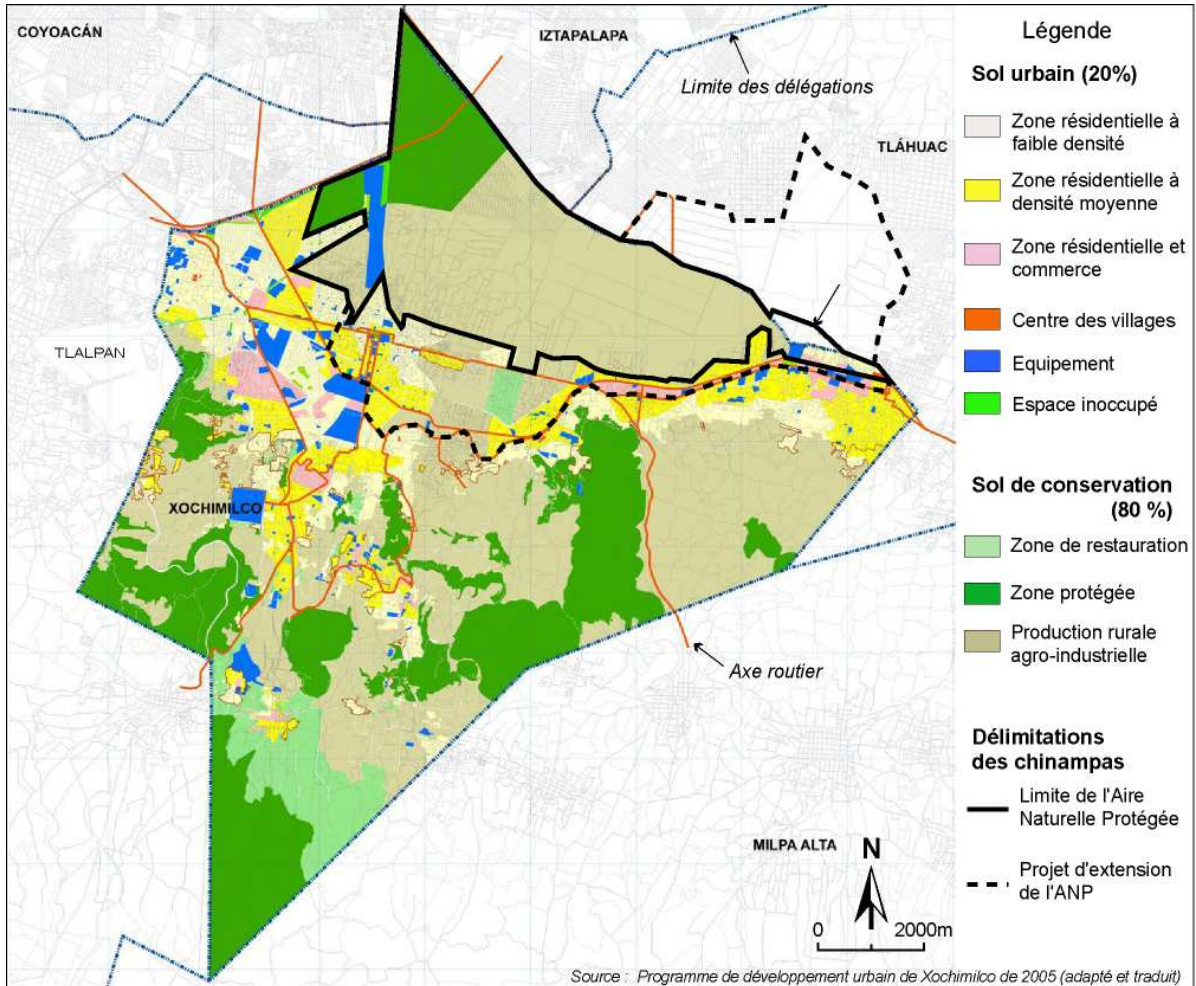 COYOACÁN
IZTAPALAPA
Limite des délégations
TLÁHUAC
TLALPAN
XOCHIMILCO
Axe routier
MILPA ALTA
N
0 2000m
Légende
Sol urbain (20%)
Zone résidentielle à
faible densité
Zone résidentielle à
densité moyenne
Zone résidentielle et
commerce
Centre des villages
Equipement
Espace inoccupé
Sol de conservation
(80 %)
Zone de restauration
Zone protégée
Production rurale
agro-industrielle
Délimitations
des chinampas
Limite de l'Aire
Naturelle Protégée
Projet d'extension
de l'ANP
Source : Programme de développement urbain de Xochimilco de 2005 (adapté et traduit)